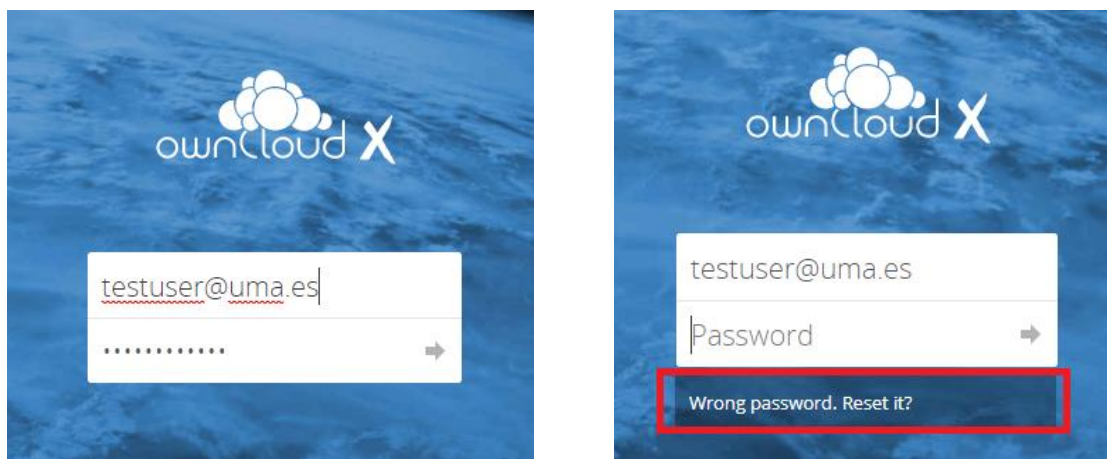 ownCloud X
testuser@uma.es
············
ownCloud X
testuser@uma.es
Password
Wrong password. Reset it?